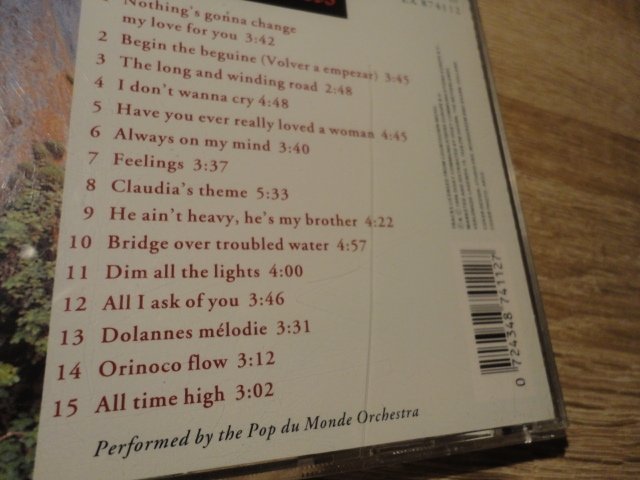 Nothing's gonna change
my love for you 3:42
2 Begin the beguine (Volver a empezar) 3:45
3 The long and winding road 2:48
4 I don't wanna cry 4:48
5 Have you ever really loved a woman 4:45
6 Always on my mind 3:40
7 Feelings 3:37
8 Claudia's theme 5:33
9 He ain't heavy, he's my brother 4:22
10 Bridge over troubled water 4:57
11 Dim all the lights 4:00
12 All I ask of you 3:46
13 Dolannes mélodie 3:31
14 Orinoco flow 3:12
15 All time high 3:02
Performed by the Pop du Monde Orchestra
0 724348 741127